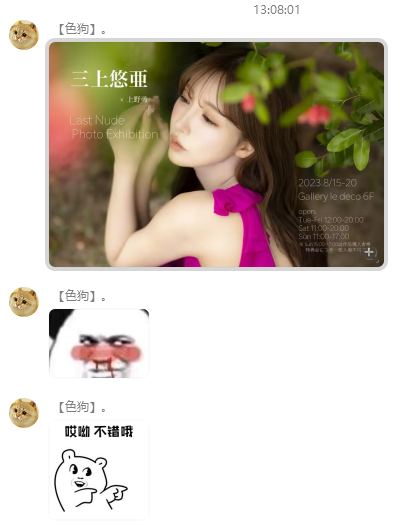 13:08:01
【色狗】。
三上悠亜
× 上野勇
Last Nude
Photo Exhibition
2023.8/15-20
Gallery le deco 6F
open
Tue-Fri 12:00-20:00
Sat 11:00-20:00
Sun 11:00-17:00
【色狗】。
【色狗】。
哎呦 不错哦